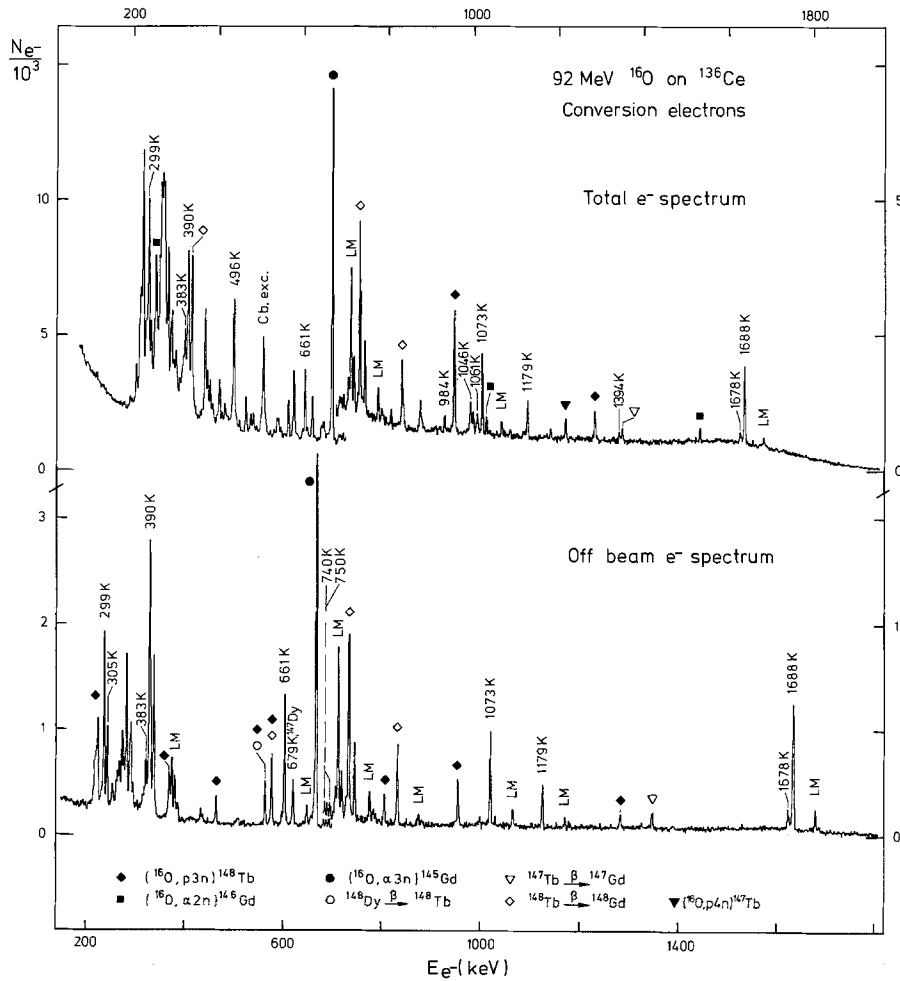 200 1000 1800
Ne-
10³
92 MeV ¹⁶O on ¹³⁶Ce
Conversion electrons
Total e⁻ spectrum
10
5
0
5
0
299K
383K
390K
496K
Cb. exc.
661K
LM
LM
984K
1046K
1061K
1073K
LM
1179K
1394K
1678K
1688K
LM
Off beam e⁻ spectrum
3
2
1
0
1
0
299K
305K
383K
390K
LM
661K
679K,¹⁴⁷Dy
LM
740K
750K
LM
LM
LM
1073K
LM
1179K
LM
1678K
1688K
LM
◆ (¹⁶O, p3n)¹⁴⁸Tb ● (¹⁶O, α3n)¹⁴⁵Gd ▽ ¹⁴⁷Tb β→ ¹⁴⁷Gd
■ (¹⁶O, α2n)¹⁴⁶Gd ○ ¹⁴⁸Dy β→ ¹⁴⁸Tb ◇ ¹⁴⁸Tb β→ ¹⁴⁸Gd ▼ (¹⁶O,p4n)¹⁴⁷Tb
200 600 1000 1400
Ee-(keV)